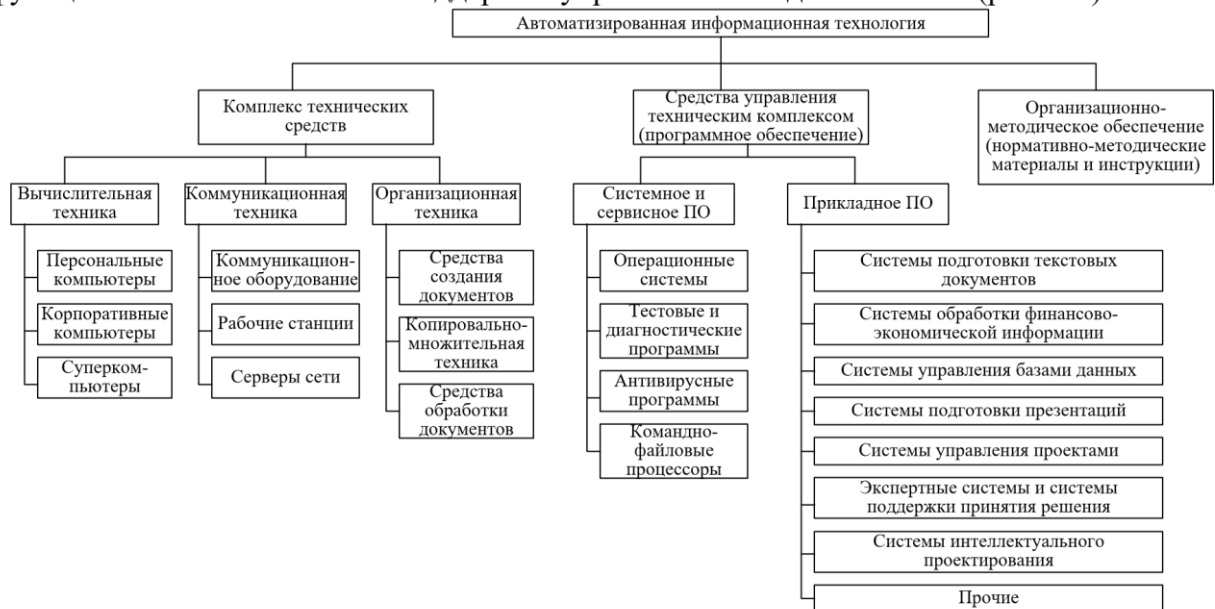 Автоматизированная информационная технология
Комплекс технических
средств
Средства управления
техническим комплексом
(программное обеспечение)
Организационно-
методическое обеспечение
(нормативно-методические
материалы и инструкции)
Вычислительная
техника
Коммуникационная
техника
Организационная
техника
Системное и
сервисное ПО
Прикладное ПО
Персональные
компьютеры
Корпоративные
компьютеры
Суперком-
пьютеры
Коммуникацион-
ное оборудование
Рабочие станции
Серверы сети
Средства
создания
документов
Копировально-
множительная
техника
Средства
обработки
документов
Операционные
системы
Тестовые и
диагностические
программы
Антивирусные
программы
Командно-
файловые
процессоры
Системы подготовки текстовых
документов
Системы обработки финансово-
экономической информации
Системы управления базами данных
Системы подготовки презентаций
Системы управления проектами
Экспертные системы и системы
поддержки принятия решения
Системы интеллектуального
проектирования
Прочие